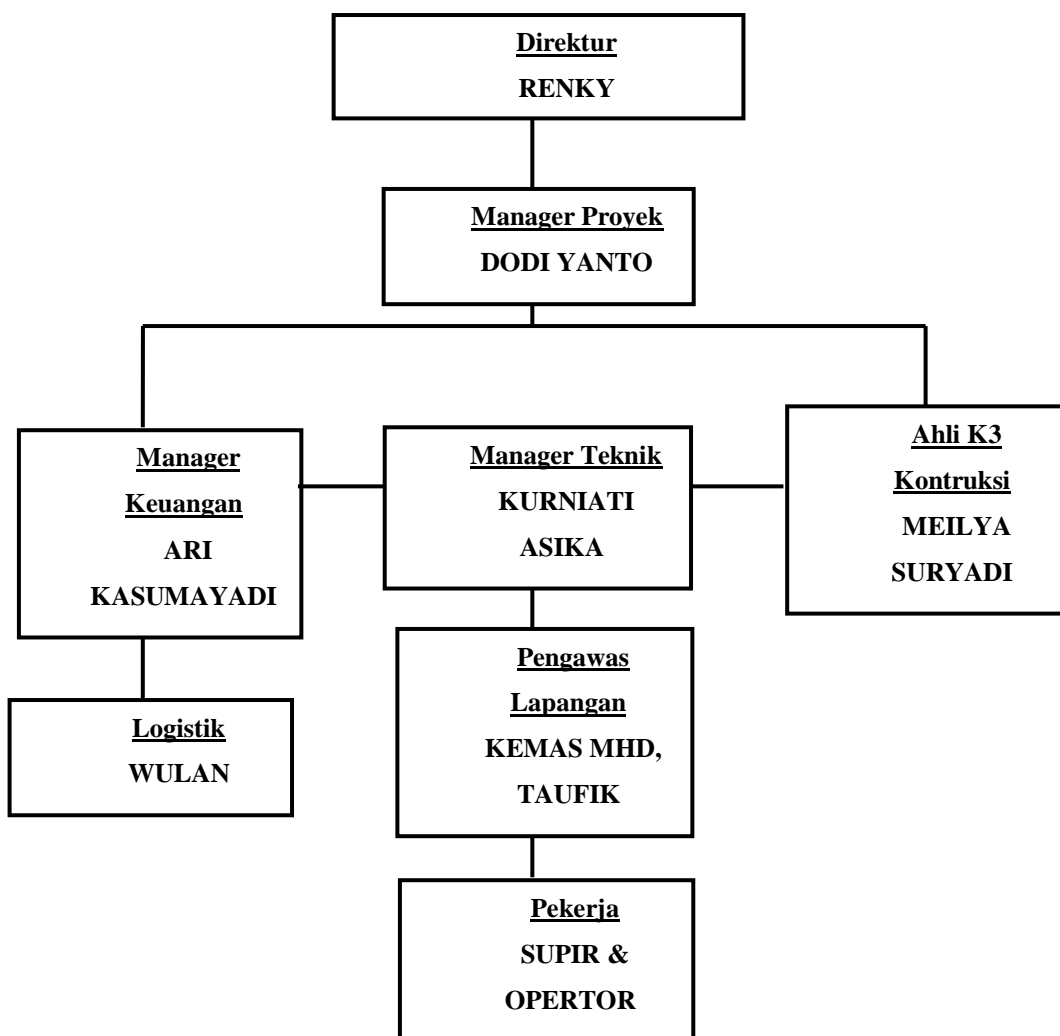 Direktur
RENKY
Manager Proyek
DODI YANTO
Manager
Keuangan
ARI
KASUMAYADI
Manager Teknik
KURNIATI
ASIKA
Ahli K3
Kontruksi
MEILYA
SURYADI
Logistik
WULAN
Pengawas
Lapangan
KEMAS MHD,
TAUFIK
Pekerja
SUPIR &
OPERTOR